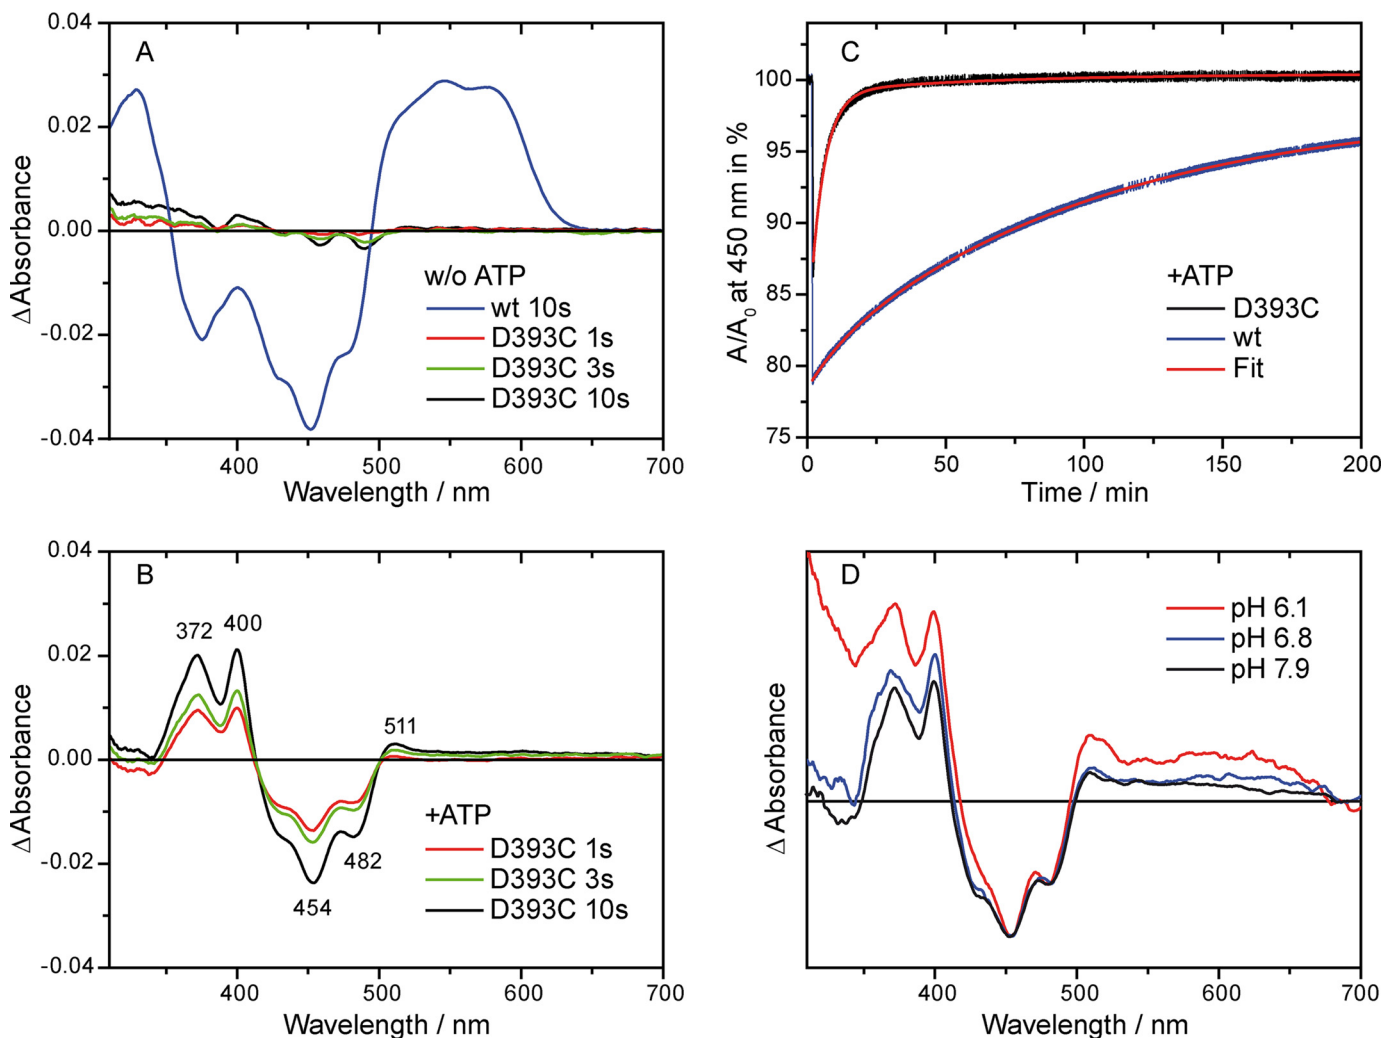 A
0.04
0.02
0.00
-0.02
-0.04
ΔAbsorbance
w/o ATP
wt 10s
D393C 1s
D393C 3s
D393C 10s
400
500
600
700
Wavelength / nm
C
100
95
90
85
80
75
A/A₀ at 450 nm in %
+ATP
D393C
wt
Fit
0
50
100
150
200
Time / min
B
0.04
0.02
0.00
-0.02
-0.04
ΔAbsorbance
372
400
511
482
454
+ATP
D393C 1s
D393C 3s
D393C 10s
400
500
600
700
Wavelength / nm
D
Δ Absorbance
pH 6.1
pH 6.8
pH 7.9
400
500
600
700
Wavelength / nm